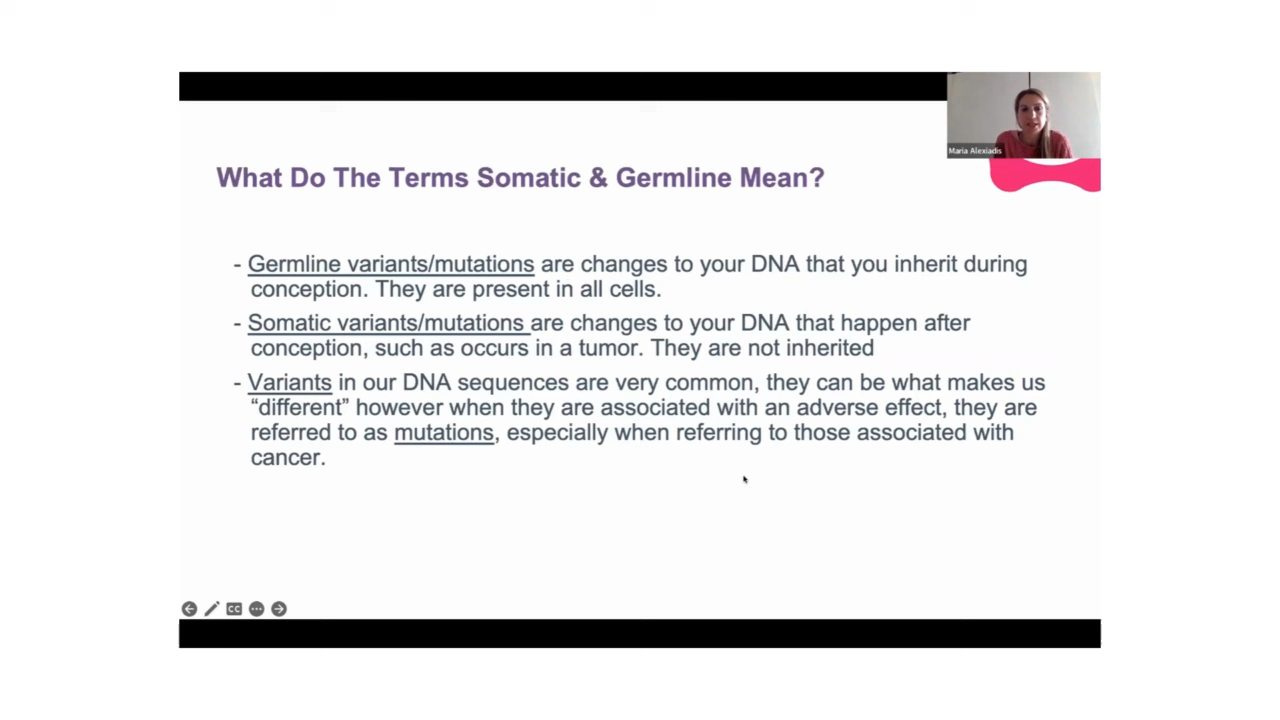 Maria Alexiadis
What Do The Terms Somatic & Germline Mean?
- Germline variants/mutations are changes to your DNA that you inherit during
conception. They are present in all cells.
- Somatic variants/mutations are changes to your DNA that happen after
conception, such as occurs in a tumor. They are not inherited
- Variants in our DNA sequences are very common, they can be what makes us
“different” however when they are associated with an adverse effect, they are
referred to as mutations, especially when referring to those associated with
cancer.
CC